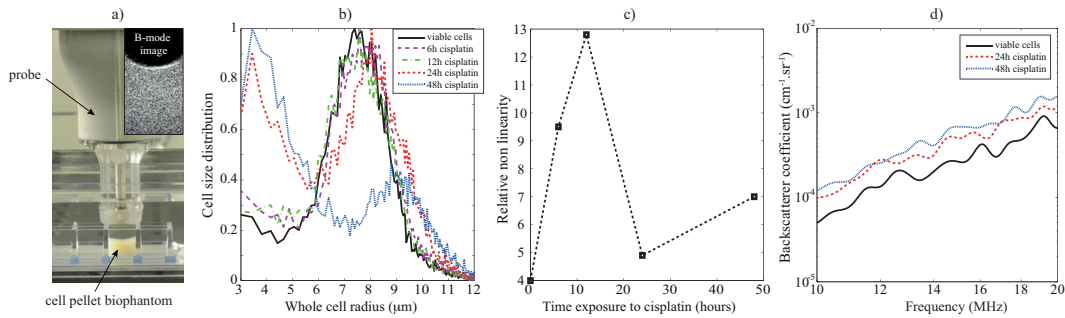 a)
B-mode
image
probe
cell pellet biophantom
b)
Cell size distribution
1
0.8
0.6
0.4
0.2
0
3 4 5 6 7 8 9 10 11 12
Whole cell radius (μm)
viable cells
6h cisplatin
12h cisplatin
24h cisplatin
48h cisplatin
c)
Relative non linearity
13
12
11
10
9
8
7
6
5
4
0 10 20 30 40 50
Time exposure to cisplatin (hours)
d)
Backscatter coefficient (cm⁻¹.sr⁻¹)
10⁻²
10⁻³
10⁻⁴
10⁻⁵
10 12 14 16 18 20
Frequency (MHz)
viable cells
24h cisplatin
48h cisplatin